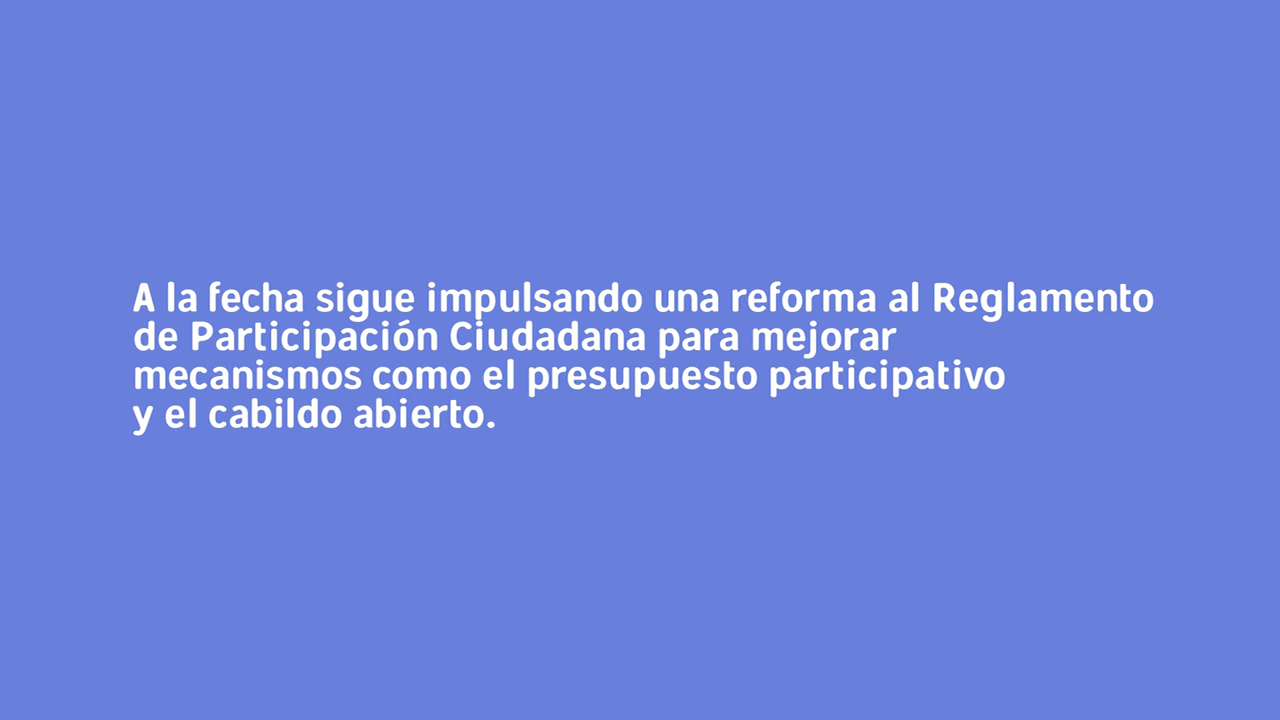 A la fecha sigue impulsando una reforma al Reglamento
de Participación Ciudadana para mejorar
mecanismos como el presupuesto participativo
y el cabildo abierto.